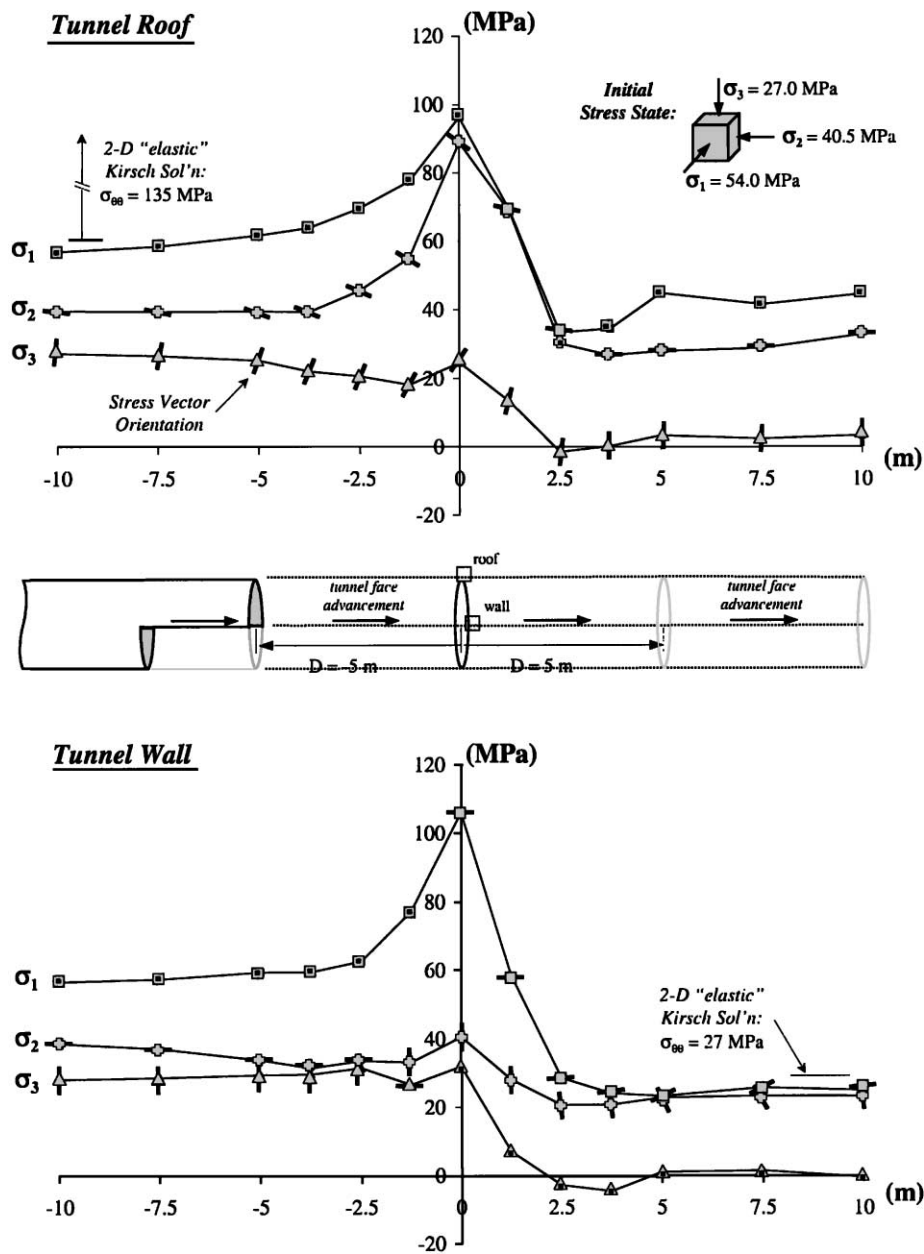 Tunnel Roof
(MPa)
120
100
80
60
40
20
0
-20
Initial
Stress State:
σ3 = 27.0 MPa
σ2 = 40.5 MPa
σ1 = 54.0 MPa
2-D "elastic"
Kirsch Sol'n:
σθθ = 135 MPa
σ1
σ2
σ3
Stress Vector
Orientation
-10
-7.5
-5
-2.5
0
2.5
5
7.5
10
(m)
roof
tunnel face
advancement
wall
tunnel face
advancement
D = -5 m
D = 5 m
Tunnel Wall
(MPa)
120
100
80
60
40
20
0
-20
σ1
σ2
σ3
2-D "elastic"
Kirsch Sol'n:
σθθ = 27 MPa
-10
-7.5
-5
-2.5
0
2.5
5
7.5
10
(m)